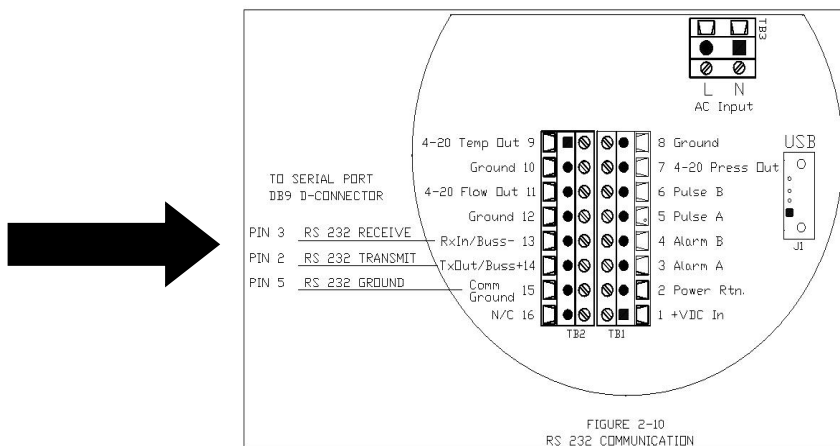 TB3
L N
AC Input
USB
J1
TO SERIAL PORT
DB9 D-CONNECTOR
PIN 3 RS 232 RECEIVE
PIN 2 RS 232 TRANSMIT
PIN 5 RS 232 GROUND
4-20 Temp Out 9
Ground 10
4-20 Flow Out 11
Ground 12
RxIn/Buss- 13
TxOut/Buss+14
Comm
Ground 15
N/C 16
8 Ground
7 4-20 Press Out
6 Pulse B
5 Pulse A
4 Alarm B
3 Alarm A
2 Power Rtn.
1 +VDC In
TB2 TB1
FIGURE 2-10
RS 232 COMMUNICATION